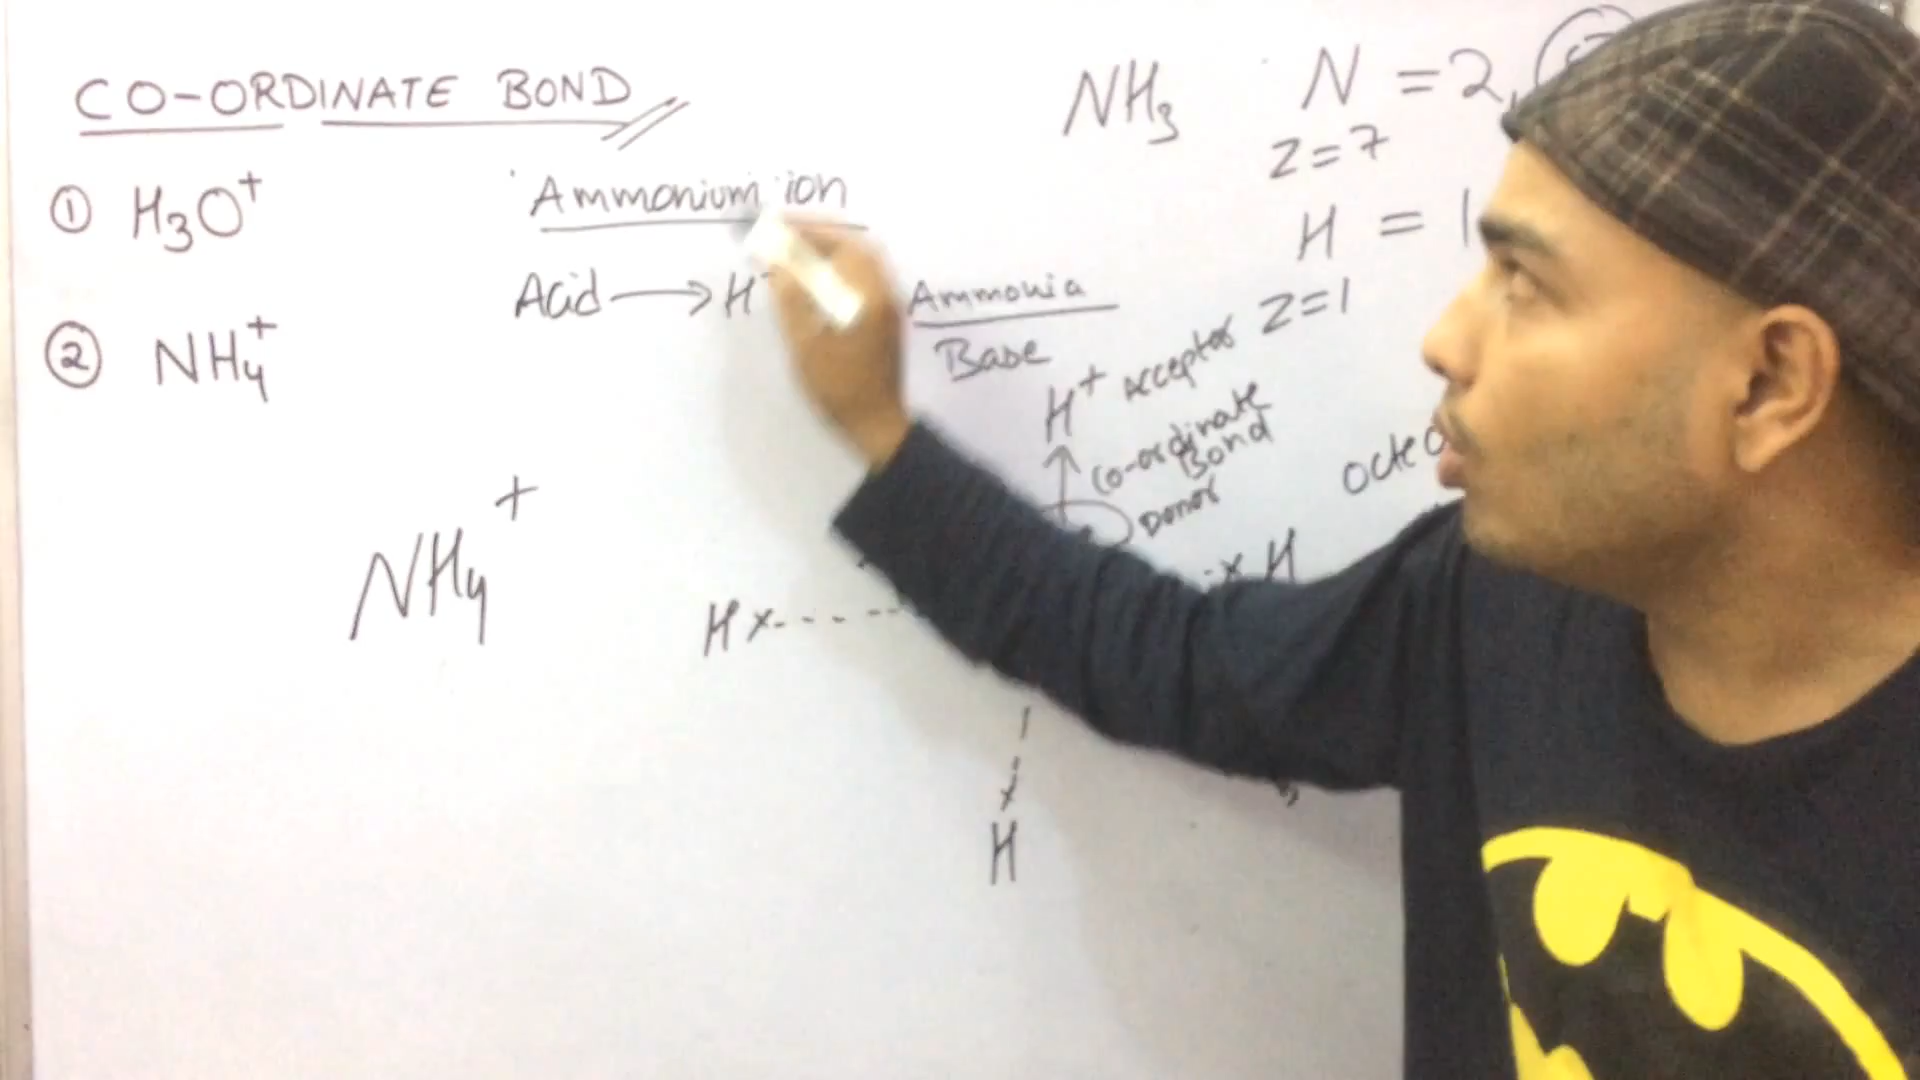 CO-ORDINATE BOND
① H₃O⁺
② NH₄⁺
Ammonium ion
Acid → H
NH₄⁺
NH₃
N = 2,
Z=7
H = 1
Z=1
Ammonia
Base
H⁺ Acceptor
Co-ordinate
Bond
Donor
H x
x H
x
H